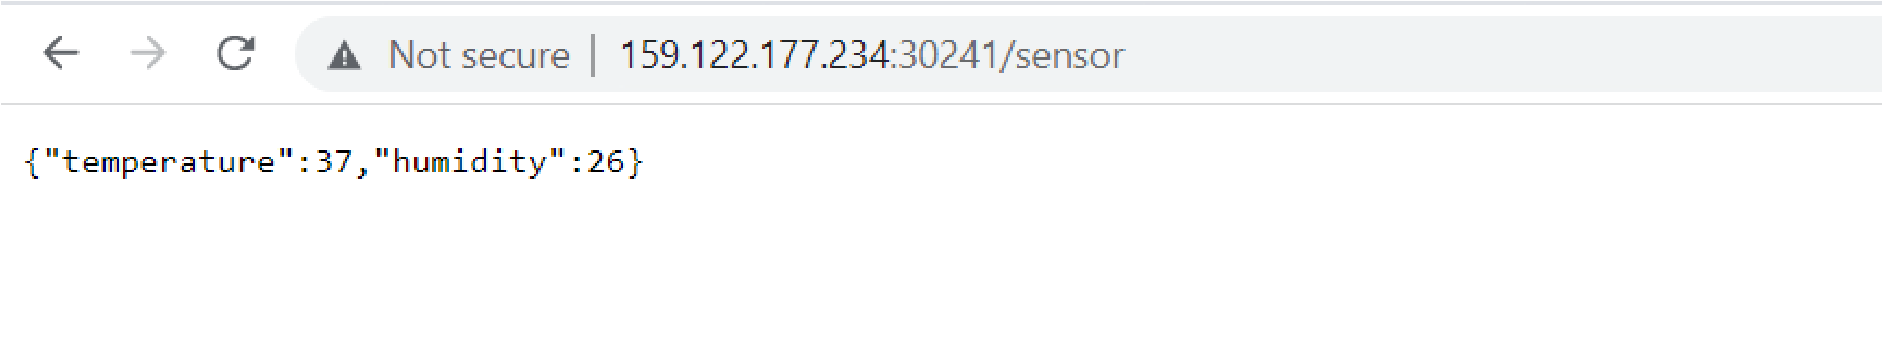 Not secure | 159.122.177.234:30241/sensor
{"temperature":37,"humidity":26}